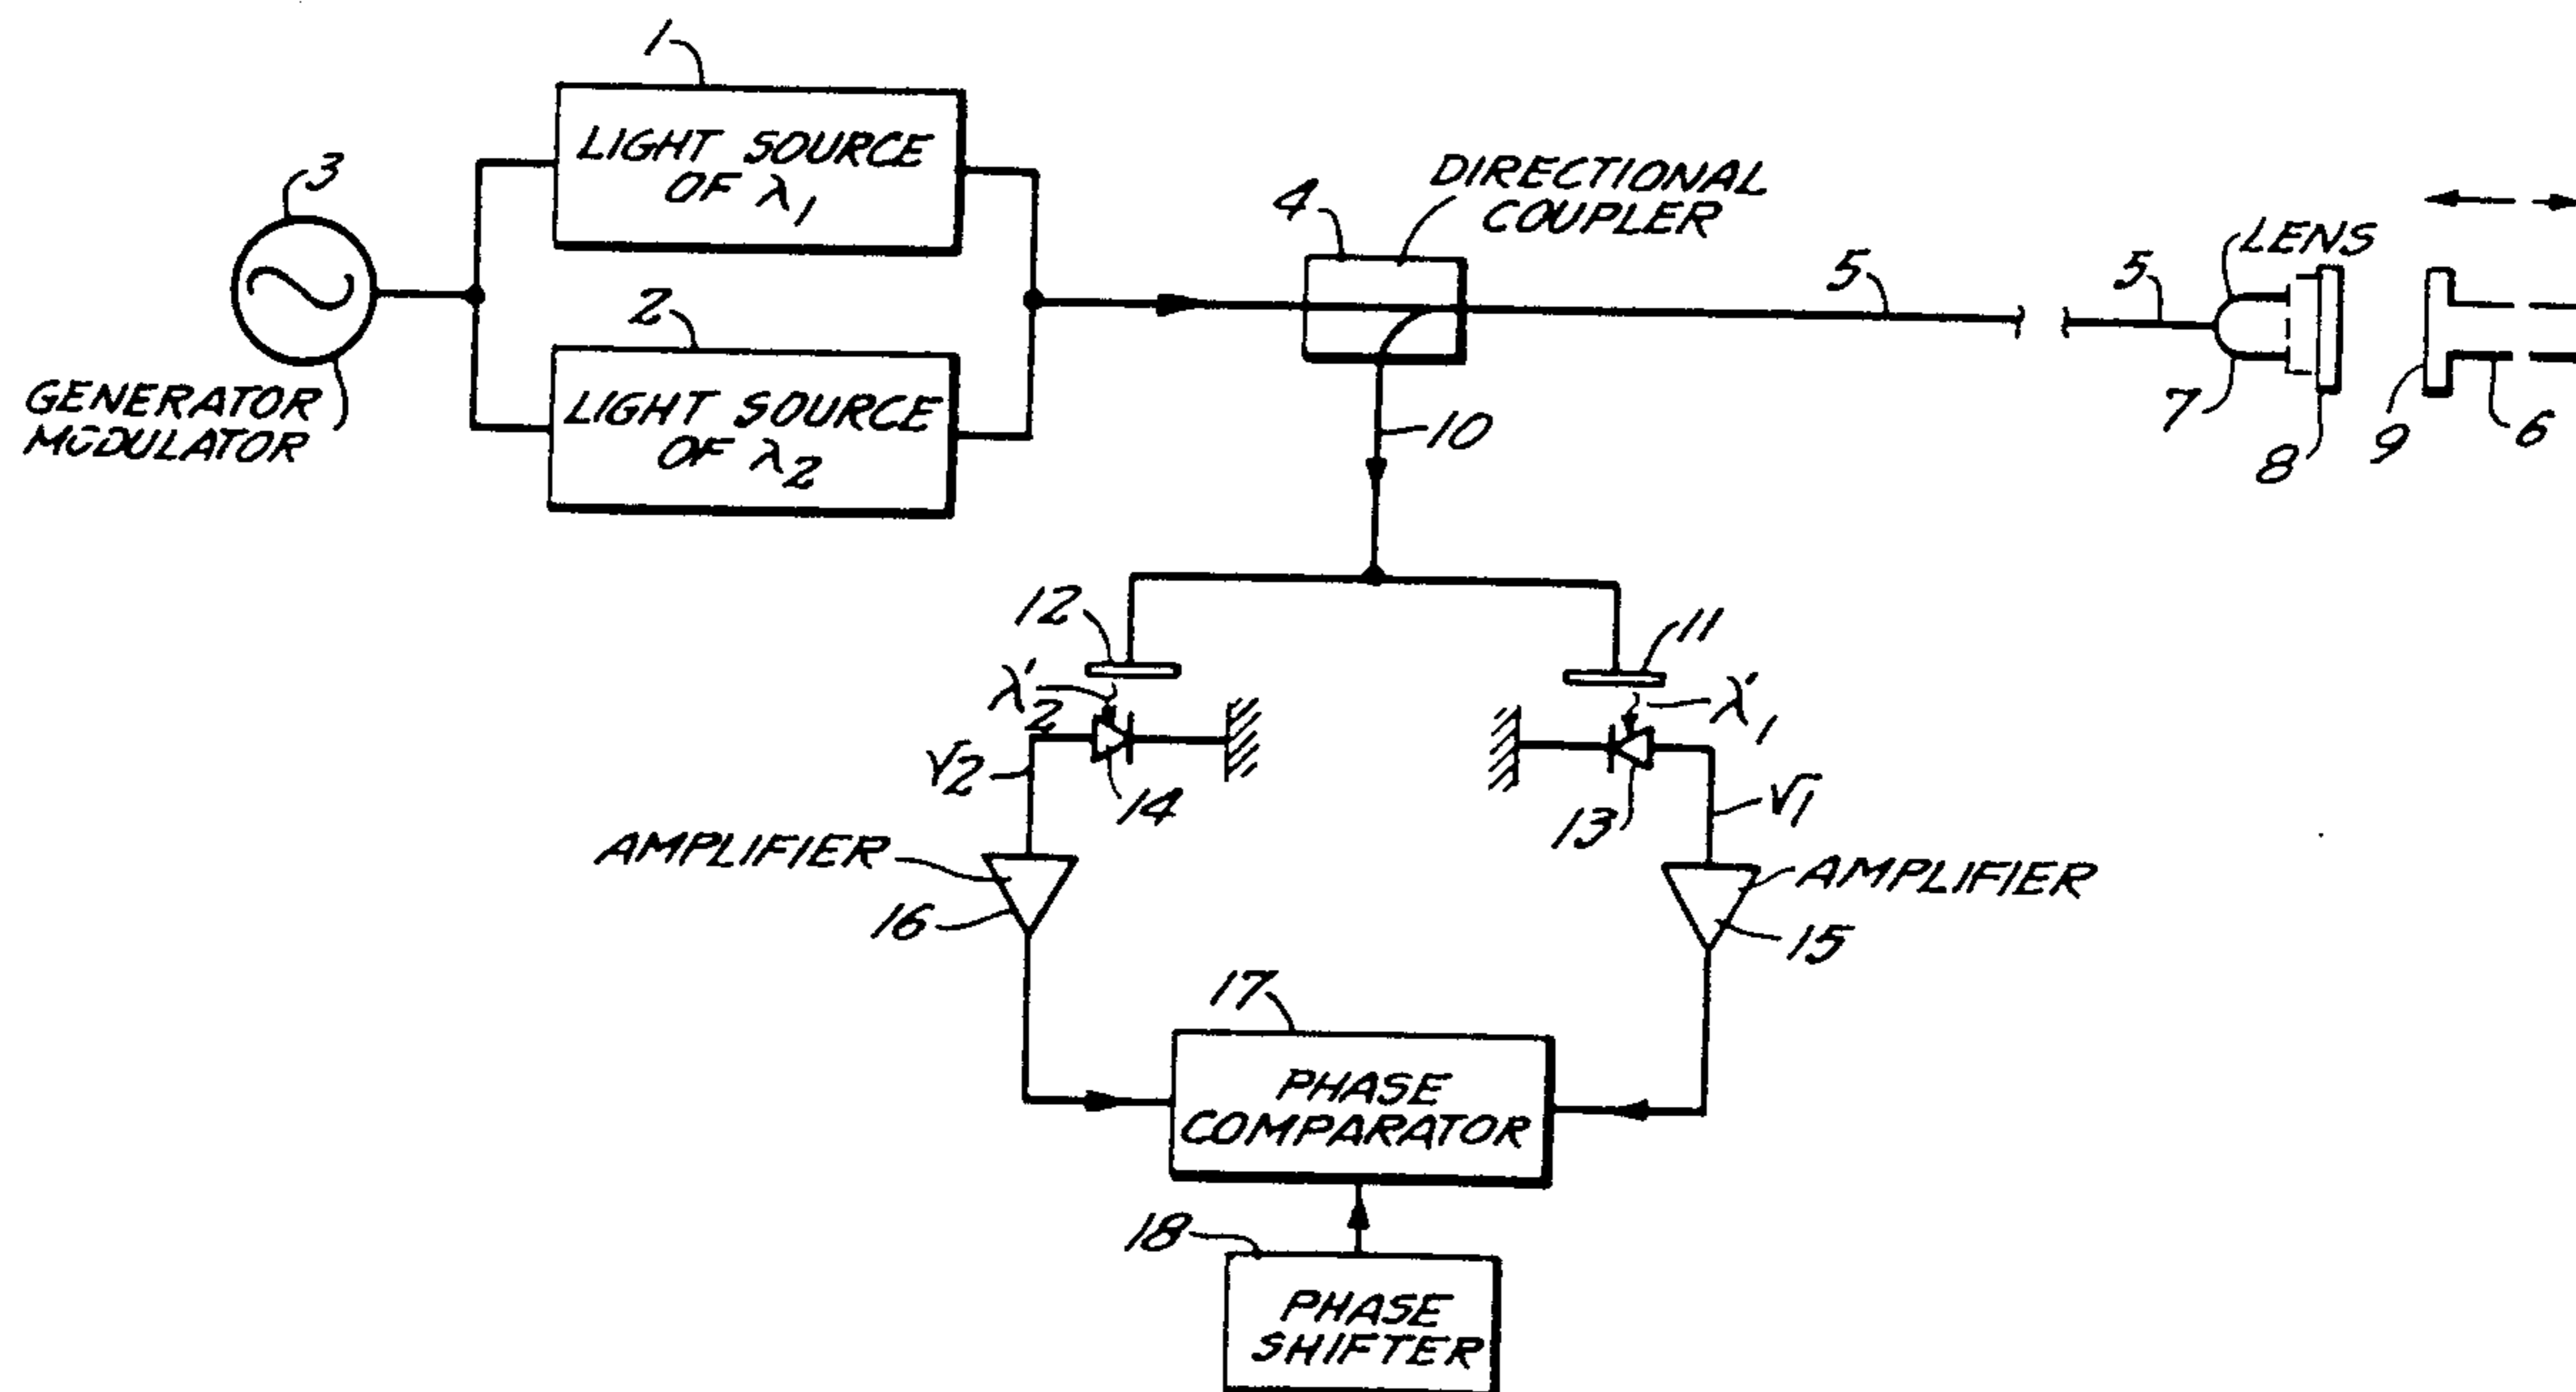 1
LIGHT SOURCE
OF λ1
3
GENERATOR
MODULATOR
2
LIGHT SOURCE
OF λ2
4
DIRECTIONAL
COUPLER
5
5
LENS
7
8
9
6
10
12
11
λ'2
λ'1
V2
14
13
V1
AMPLIFIER
16
AMPLIFIER
15
17
PHASE
COMPARATOR
18
PHASE
SHIFTER